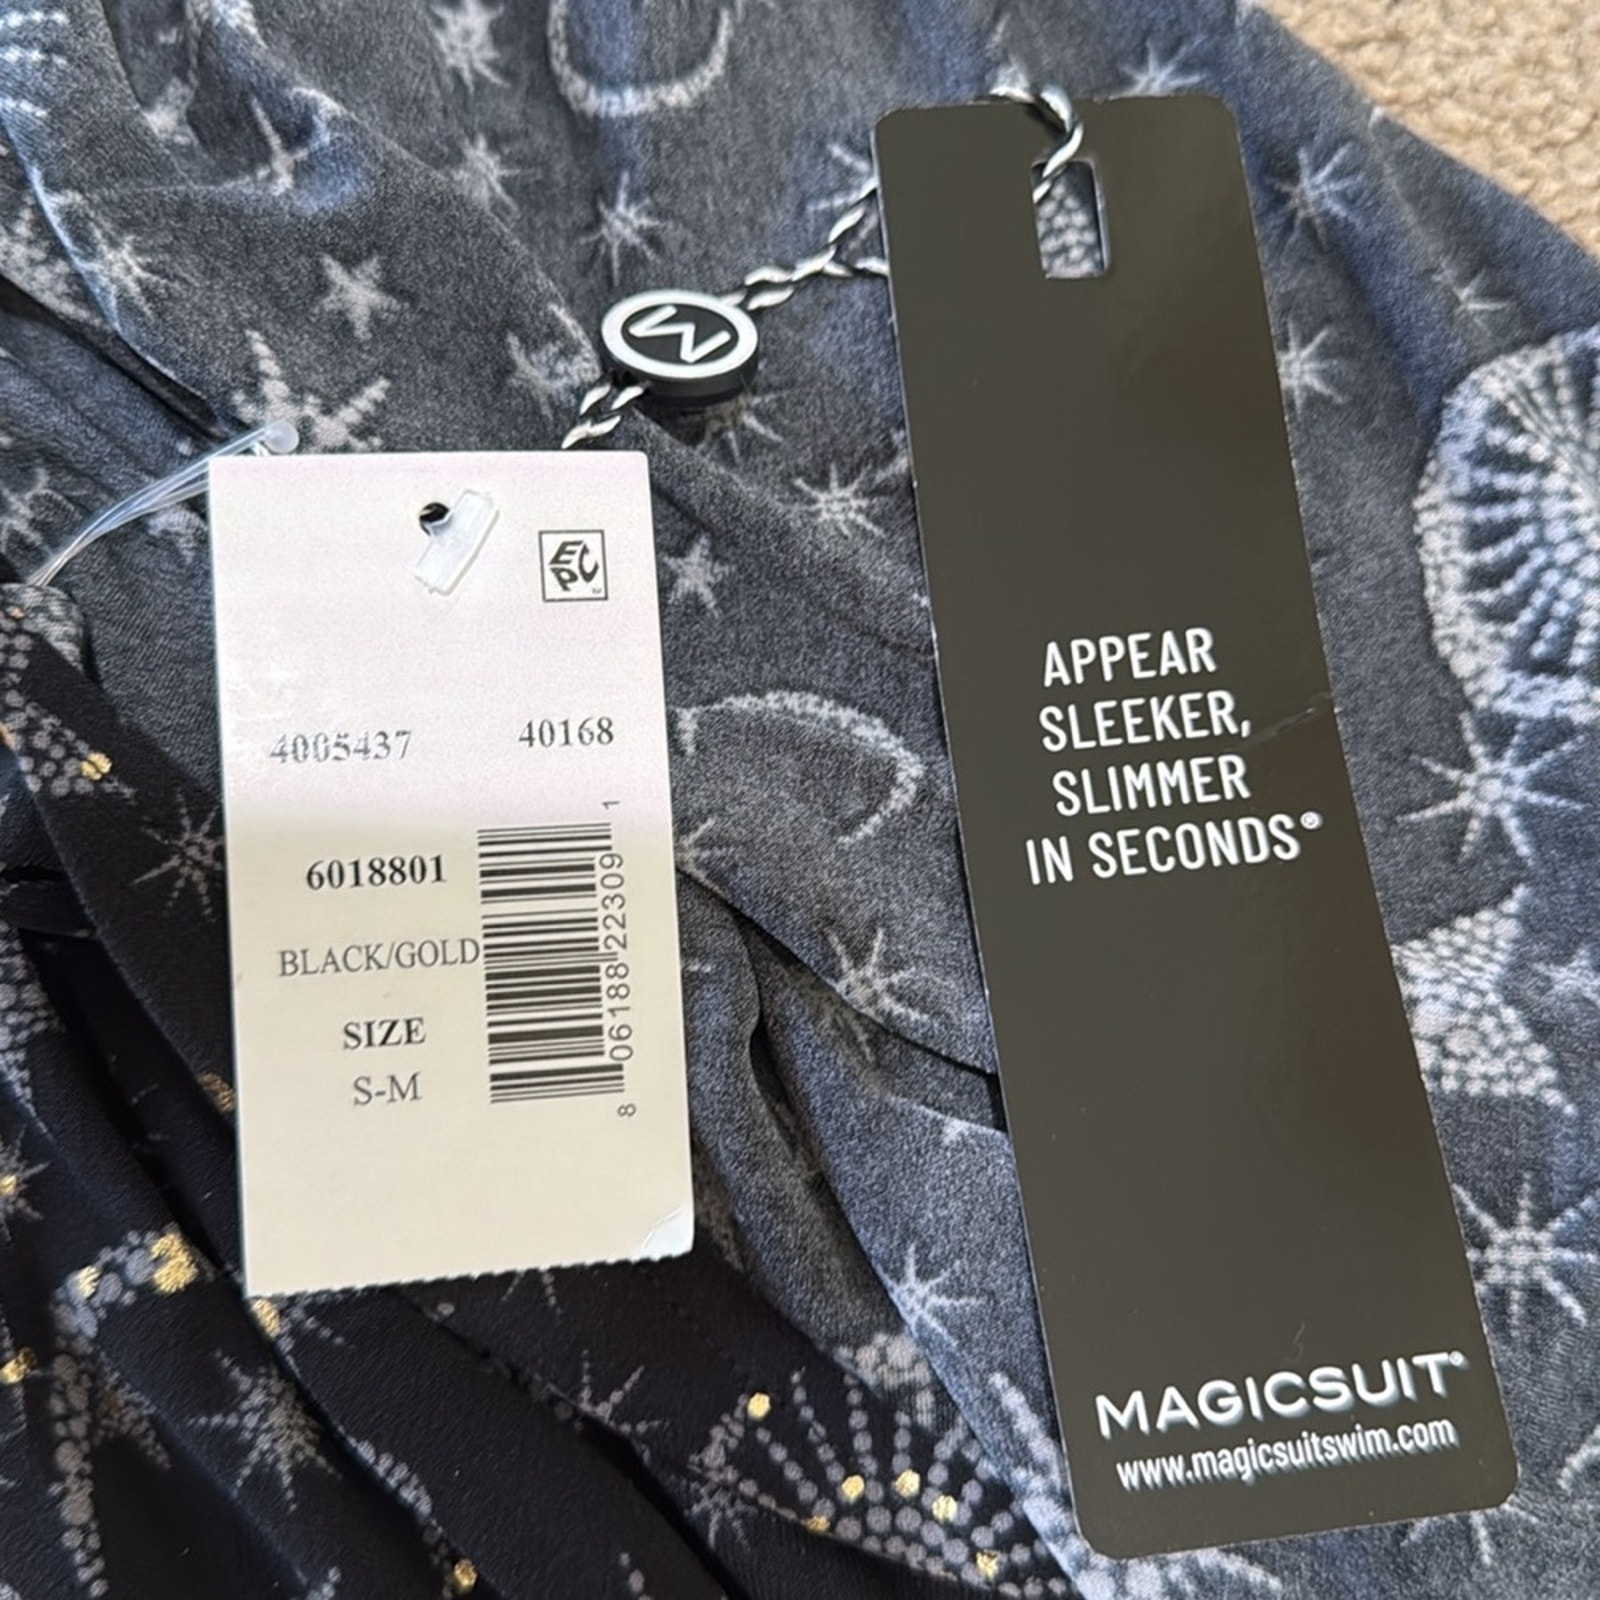 M
EPC
4005437 40168
6018801
BLACK/GOLD
SIZE
S-M
8 06188 22309 1
APPEAR
SLEEKER,
SLIMMER
IN SECONDS®
MAGICSUIT®
www.magicsuitswim.com